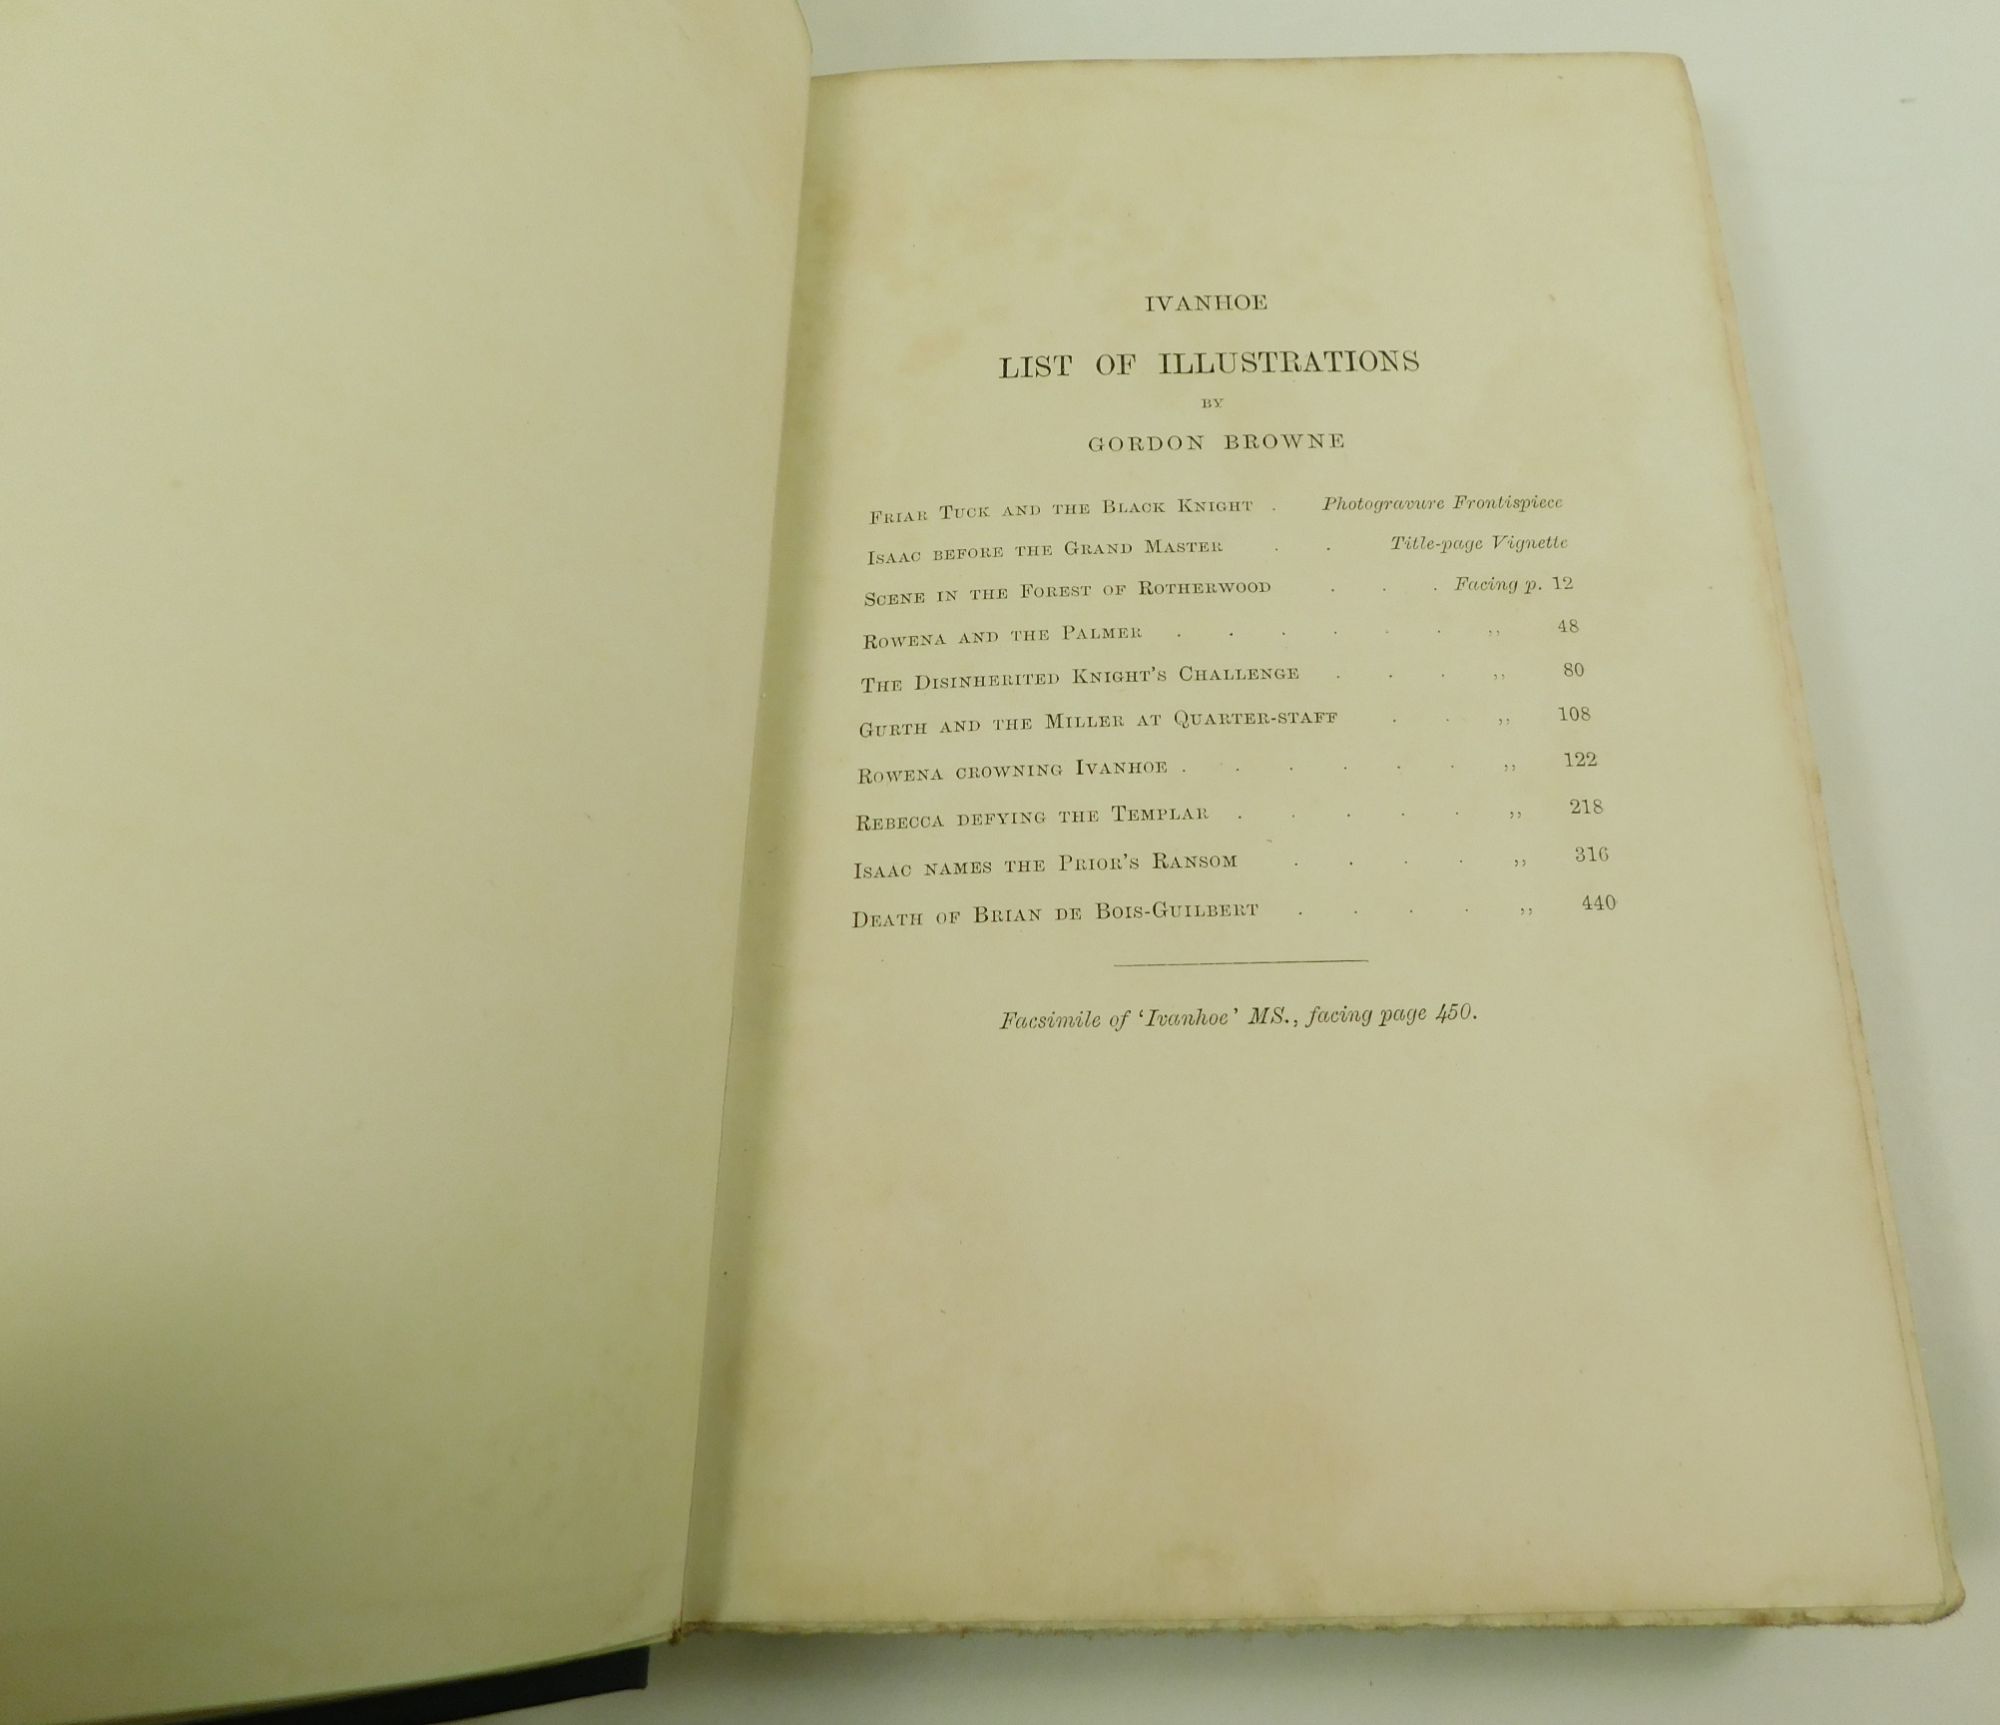 IVANHOE
LIST OF ILLUSTRATIONS
BY
GORDON BROWNE
FRIAR TUCK AND THE BLACK KNIGHT . Photogravure Frontispiece
ISAAC BEFORE THE GRAND MASTER . . Title-page Vignette
SCENE IN THE FOREST OF ROTHERWOOD . . . Facing p. 12
ROWENA AND THE PALMER . . . . . . ,, 48
THE DISINHERITED KNIGHT'S CHALLENGE . . . ,, 80
GURTH AND THE MILLER AT QUARTER-STAFF . . ,, 108
ROWENA CROWNING IVANHOE . . . . . . ,, 122
REBECCA DEFYING THE TEMPLAR . . . . . ,, 218
ISAAC NAMES THE PRIOR'S RANSOM . . . . ,, 316
DEATH OF BRIAN DE BOIS-GUILBERT . . . . ,, 440
Facsimile of 'Ivanhoe' MS., facing page 450.